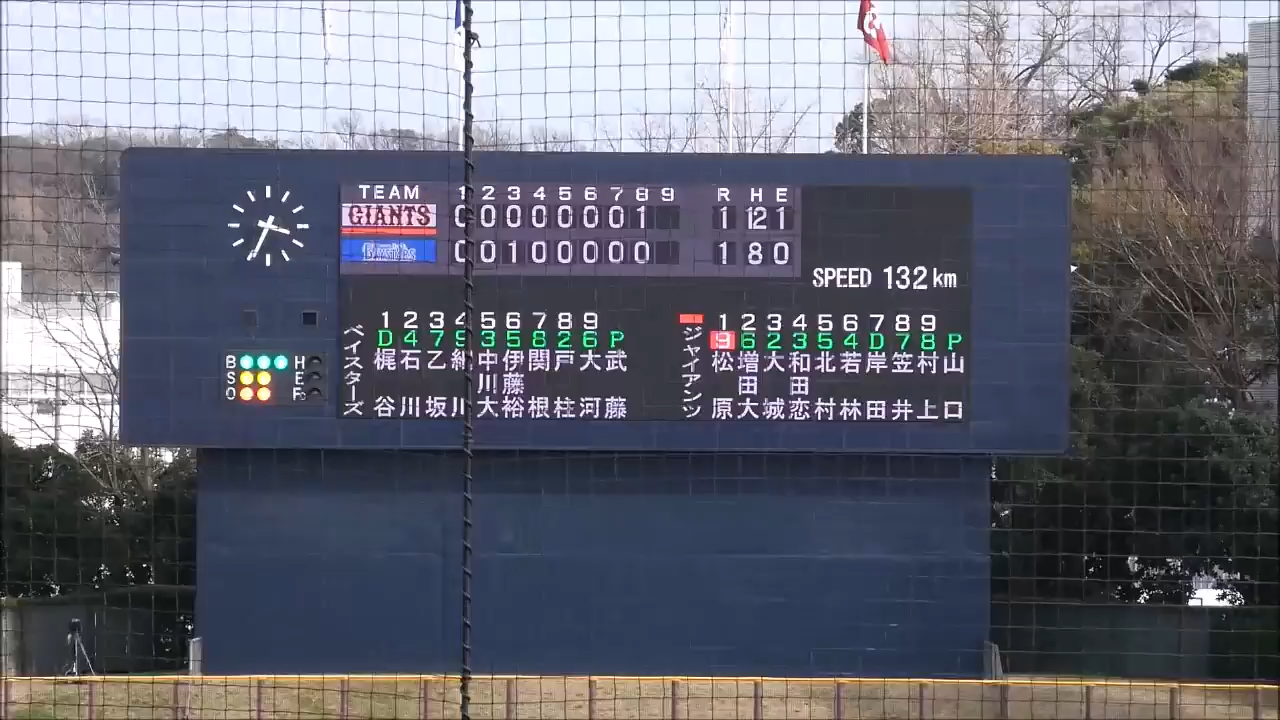 TEAM 1 2 3 4 5 6 7 8 9 R H E
GIANTS 0 0 0 0 0 0 0 1 1 12 1
0 0 1 0 0 0 0 0 1 8 0
SPEED 132 km
B H
S E
O Fc
ベイスターズ
1 2 3 4 5 6 7 8 9
D 4 7 9 3 5 8 2 6 P
梶谷 石川 乙坂 中川大 伊藤裕 関根 戸柱 大河 武藤
ジャイアンツ
1 2 3 4 5 6 7 8 9
9 6 2 3 5 4 D 7 8 P
松原 増田大 大城 和田恋 北村 若林 岸田 笠井 村上 山口